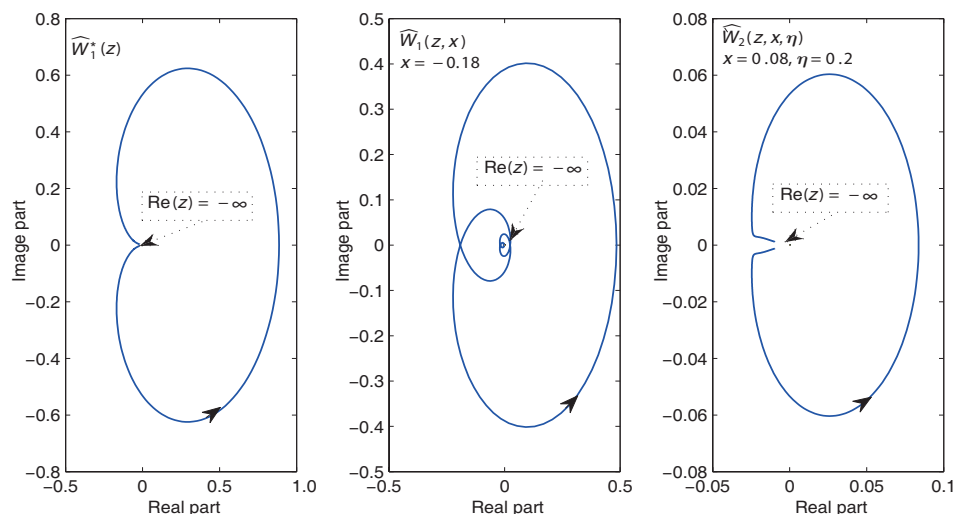 0.8
0.6
0.4
0.2
0
−0.2
−0.4
−0.6
−0.8
−0.5
0
0.5
1.0
Image part
Real part
Ŵ₁*(z)
Re(z) = −∞
0.5
0.4
0.3
0.2
0.1
0
−0.1
−0.2
−0.3
−0.4
−0.5
−0.5
0
0.5
Image part
Real part
Ŵ₁(z, x)
x = −0.18
Re(z) = −∞
0.08
0.06
0.04
0.02
0
−0.02
−0.04
−0.06
−0.08
−0.05
0
0.05
0.1
Image part
Real part
Ŵ₂(z, x, η)
x = 0.08, η = 0.2
Re(z) = −∞